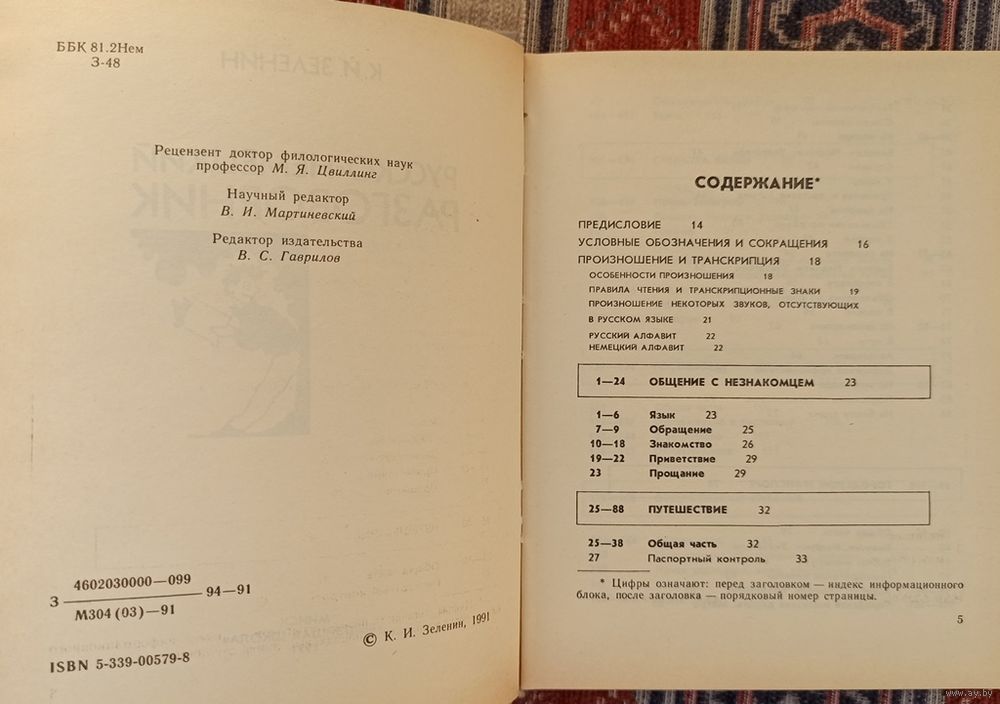 ББК 81.2Нем
З-48
Рецензент доктор филологических наук
профессор М. Я. Цвиллинг
Научный редактор
В. И. Мартиневский
Редактор издательства
В. С. Гаврилов
З 4602030000—099 94—91
М304 (03)—91
ISBN 5-339-00579-8
© К. И. Зеленин, 1991
СОДЕРЖАНИЕ*
ПРЕДИСЛОВИЕ 14
УСЛОВНЫЕ ОБОЗНАЧЕНИЯ И СОКРАЩЕНИЯ 16
ПРОИЗНОШЕНИЕ И ТРАНСКРИПЦИЯ 18
ОСОБЕННОСТИ ПРОИЗНОШЕНИЯ 18
ПРАВИЛА ЧТЕНИЯ И ТРАНСКРИПЦИОННЫЕ ЗНАКИ 19
ПРОИЗНОШЕНИЕ НЕКОТОРЫХ ЗВУКОВ, ОТСУТСТВУЮЩИХ
В РУССКОМ ЯЗЫКЕ 21
РУССКИЙ АЛФАВИТ 22
НЕМЕЦКИЙ АЛФАВИТ 22
1—24 ОБЩЕНИЕ С НЕЗНАКОМЦЕМ 23
1—6 Язык 23
7—9 Обращение 25
10—18 Знакомство 26
19—22 Приветствие 29
23 Прощание 29
25—88 ПУТЕШЕСТВИЕ 32
25—38 Общая часть 32
27 Паспортный контроль 33
* Цифры означают: перед заголовком — индекс информационного
блока, после заголовка — порядковый номер страницы.
5
www.ay.by